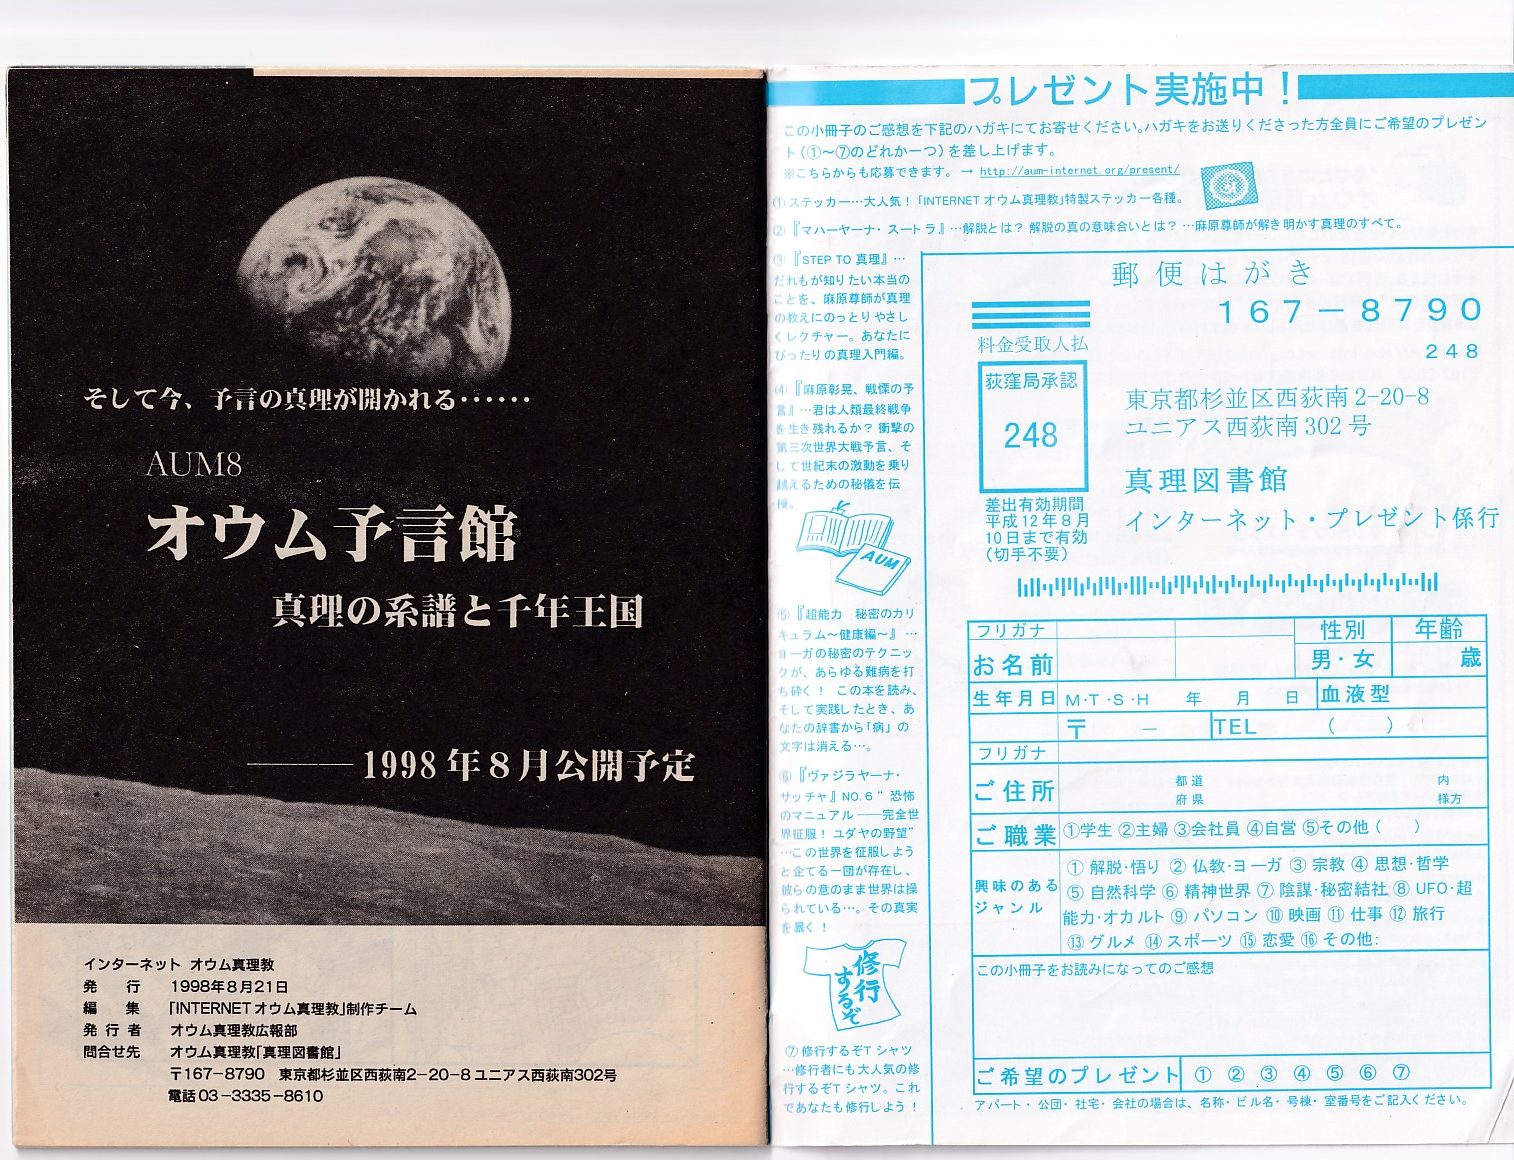 そして今、予言の真理が開かれる‥‥‥
AUM8
オウム予言館
真理の系譜と千年王国
―――1998年8月公開予定
インターネット オウム真理教
発　行　1998年8月21日
編　集　「INTERNETオウム真理教」制作チーム
発行者　オウム真理教広報部
問合せ先　オウム真理教「真理図書館」
〒167-8790　東京都杉並区西荻南2-20-8ユニアス西荻南302号
電話03-3335-8610
プレゼント実施中！
この小冊子のご感想を下記のハガキにてお寄せください。ハガキをお送りくださった方全員にご希望のプレゼン
ト（①～⑦のどれか一つ）を差し上げます。
※こちらからも応募できます。→ http://aum-internet.org/present/
①ステッカー…大人気！「INTERNETオウム真理教」特製ステッカー各種。
②『マハーヤーナ・スートラ』…解脱とは？ 解脱の真の意味合いとは？ …麻原尊師が解き明かす真理のすべて。
③『STEP TO 真理』…
だれもが知りたい本当の
ことを、麻原尊師が真理
の教えにのっとりやさし
くレクチャー。あなたに
ぴったりの真理入門編。
④『麻原彰晃、戦慄の予
言』…君は人類最終戦争
を生き残れるか？衝撃の
第三次世界大戦予言、そ
して世紀末の激動を乗り
越えるための秘儀を伝
授。
AUM
⑤『超能力　秘密のカリ
キュラム～健康編～』…
ヨーガの秘密のテクニッ
クが、あらゆる難病を打
ち砕く！ この本を読み、
そして実践したとき、あ
なたの辞書から「病」の
文字は消える…。
⑥『ヴァジラヤーナ・
サッチャ』NO.6“恐怖
のマニュアル――完全世
界征服！ユダヤの野望”
…この世界を征服しよう
と企てる一団が存在し、
彼らの意のまま世界は操
られている…。その真実
を暴く！
修行
するぞ
⑦修行するぞTシャツ
…修行者にも大人気の修
行するぞTシャツ。これ
であなたも修行しよう！
郵便はがき
167-8790
248
料金受取人払
荻窪局承認
248
差出有効期間
平成12年8月
10日まで有効
（切手不要）
東京都杉並区西荻南2-20-8
ユニアス西荻南302号
真理図書館
インターネット・プレゼント係行
フリガナ　性別　年齢
お名前　男・女　歳
生年月日　M・T・S・H　年　月　日　血液型
〒　－　TEL　（　）
フリガナ
ご住所　都道　内
府県　様方
ご職業　①学生 ②主婦 ③会社員 ④自営 ⑤その他（　）
興味のある
ジャンル
① 解脱・悟り ② 仏教・ヨーガ ③ 宗教 ④ 思想・哲学
⑤ 自然科学 ⑥ 精神世界 ⑦ 陰謀・秘密結社 ⑧ UFO・超
能力・オカルト ⑨ パソコン ⑩ 映画 ⑪ 仕事 ⑫ 旅行
⑬ グルメ ⑭ スポーツ ⑮ 恋愛 ⑯ その他:
この小冊子をお読みになってのご感想
ご希望のプレゼント　① ② ③ ④ ⑤ ⑥ ⑦
アパート・公団・社宅・会社の場合は、名称・ビル名・号棟・室番号をご記入ください。